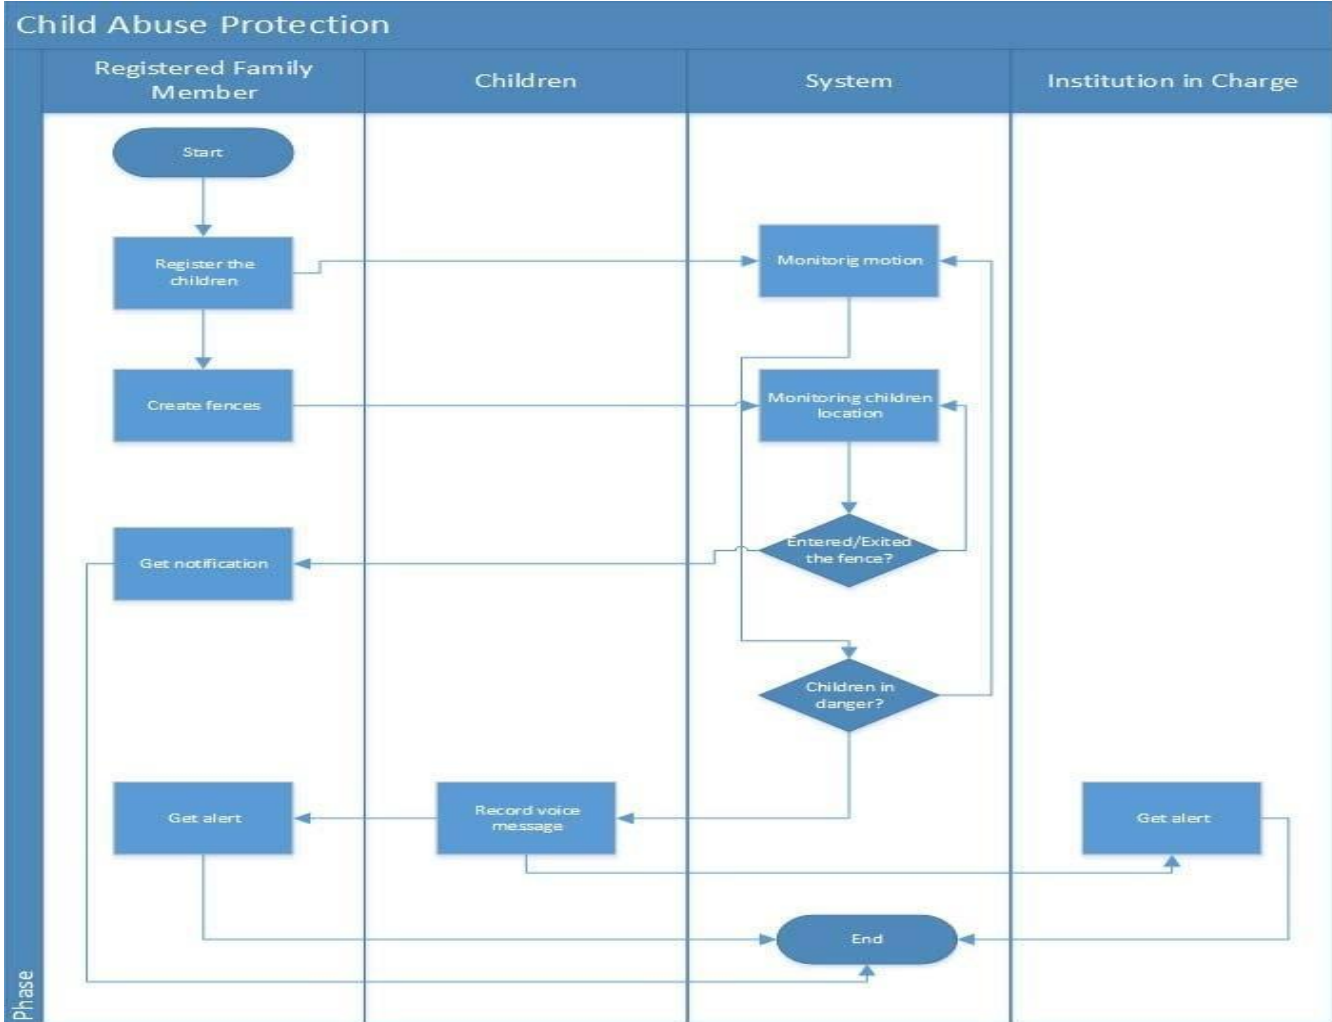 Child Abuse Protection
Registered Family
Member
Children
System
Institution in Charge
Start
Register the
children
Monitorig motion
Create fences
Monitoring children
location
Get notification
Entered/Exited
the fence?
Children in
danger?
Get alert
Record voice
message
Get alert
End
Phase